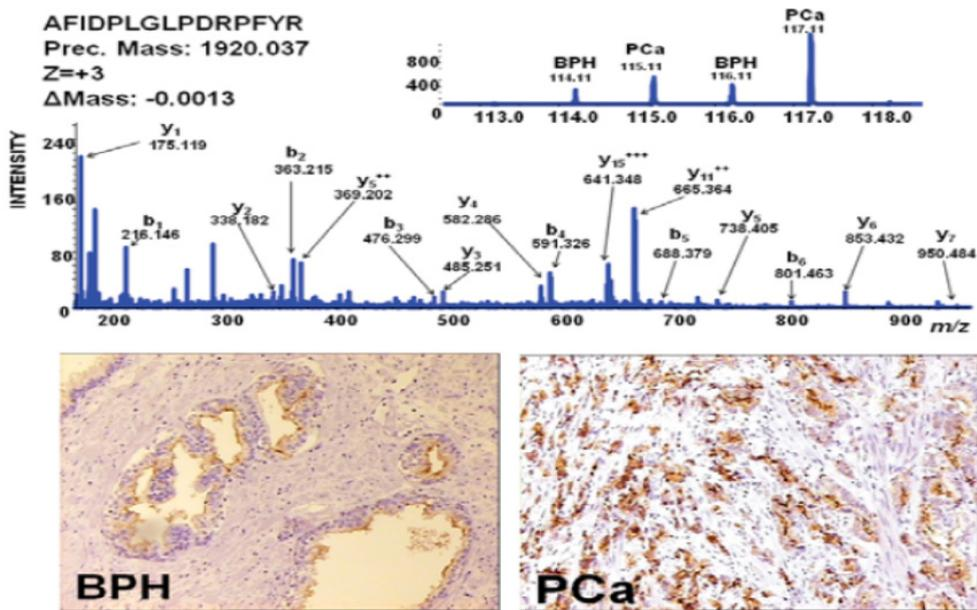 AFIDPLGLPDRPFYR
Prec. Mass: 1920.037
Z=+3
ΔMass: -0.0013
PCa
117.11
BPH
114.11
PCa
115.11
BPH
116.11
800
400
0
113.0 114.0 115.0 116.0 117.0 118.0
INTENSITY
240
160
80
0
y1
175.119
b1
216.146
y2
338.182
b2
363.215
y5++
369.202
b3
476.299
y3
485.251
y4
582.286
b4
591.326
y15+++
641.348
y11++
665.364
b5
688.379
y5
738.405
b6
801.463
y6
853.432
y7
950.484
200 300 400 500 600 700 800 900 m/z
BPH
PCa